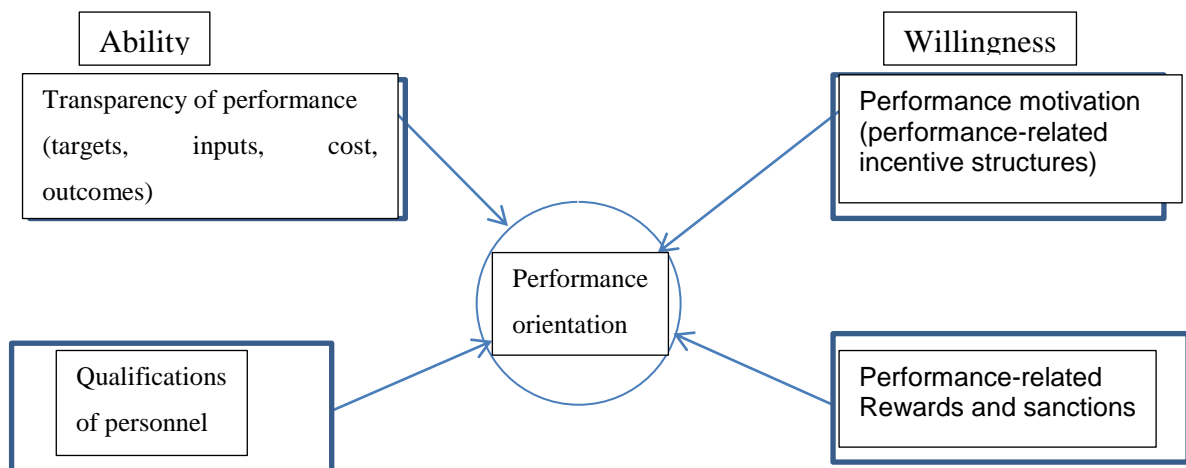 Ability
Willingness
Transparency of performance
(targets, inputs, cost,
outcomes)
Performance motivation
(performance-related
incentive structures)
Performance
orientation
Qualifications
of personnel
Performance-related
Rewards and sanctions